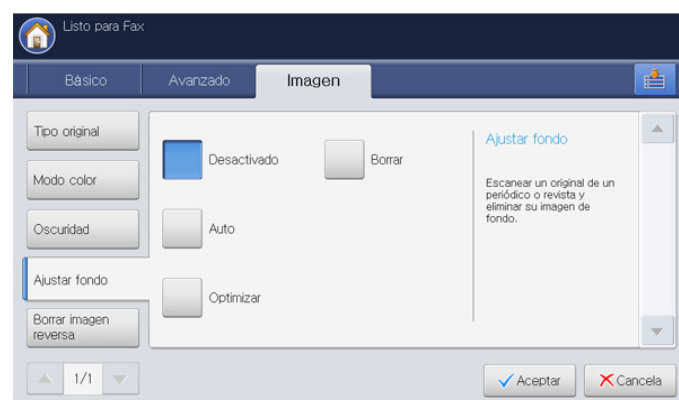 Listo para Fax
Básico
Avanzado
Imagen
Tipo original
Modo color
Oscuridad
Ajustar fondo
Borrar imagen
reversa
1/1
Desactivado
Borrar
Auto
Optimizar
Ajustar fondo
Escanear un original de un
periódico o revista y
eliminar su imagen de
fondo.
Aceptar
Cancela